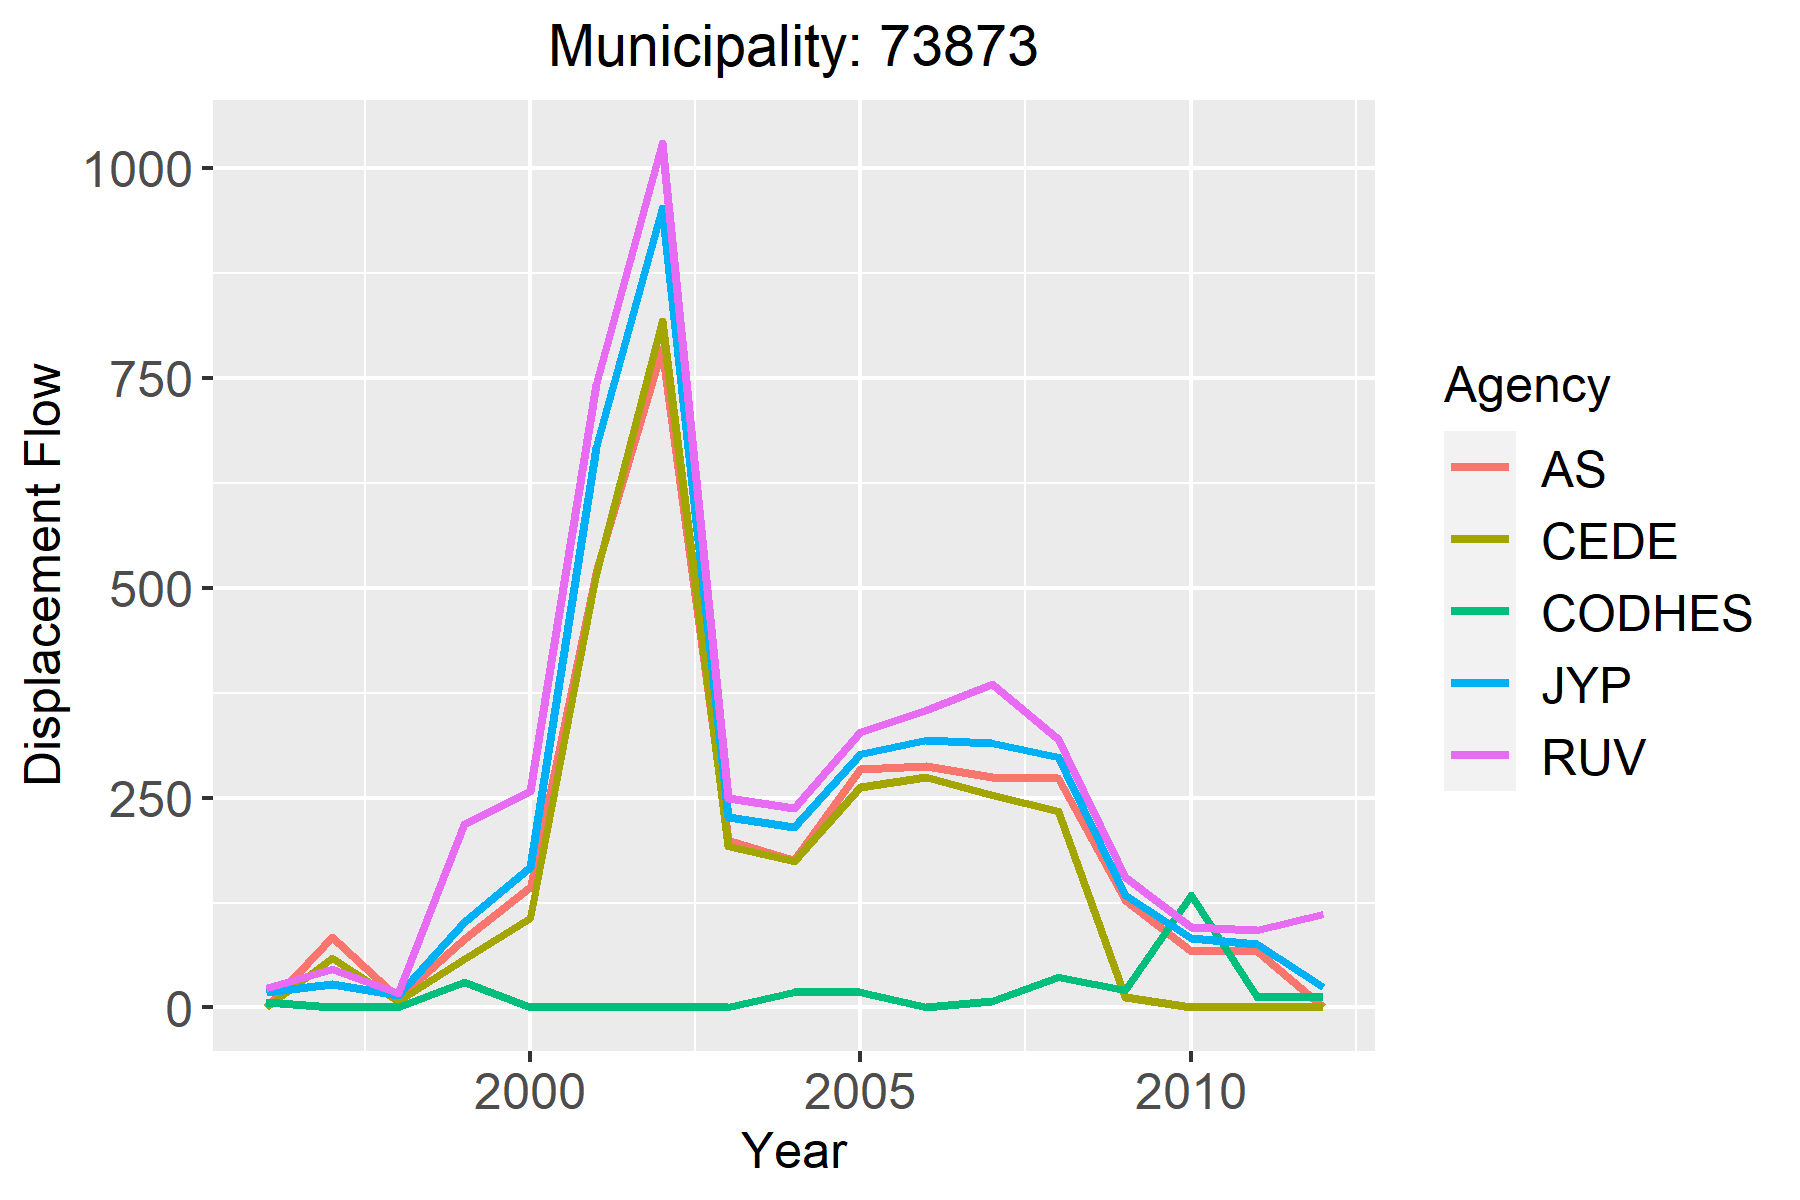 Municipality: 73873
1000
750
500
250
0
Displacement Flow
2000 2005 2010
Year
Agency
AS
CEDE
CODHES
JYP
RUV